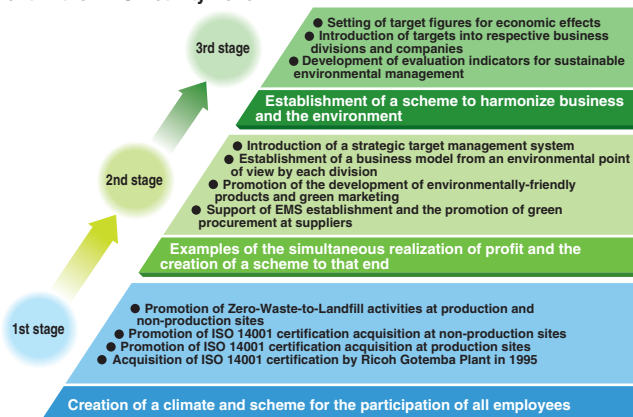 3rd stage
● Setting of target figures for economic effects
● Introduction of targets into respective business
divisions and companies
● Development of evaluation indicators for sustainable
environmental management
Establishment of a scheme to harmonize business
and the environment
2nd stage
● Introduction of a strategic target management system
● Establishment of a business model from an environmental point
of view by each division
● Promotion of the development of environmentally-friendly
products and green marketing
● Support of EMS establishment and the promotion of green
procurement at suppliers
Examples of the simultaneous realization of profit and the
creation of a scheme to that end
1st stage
● Promotion of Zero-Waste-to-Landfill activities at production and
non-production sites
● Promotion of ISO 14001 certification acquisition at non-production sites
● Promotion of ISO 14001 certification acquisition at production sites
● Acquisition of ISO 14001 certification by Ricoh Gotemba Plant in 1995
Creation of a climate and scheme for the participation of all employees